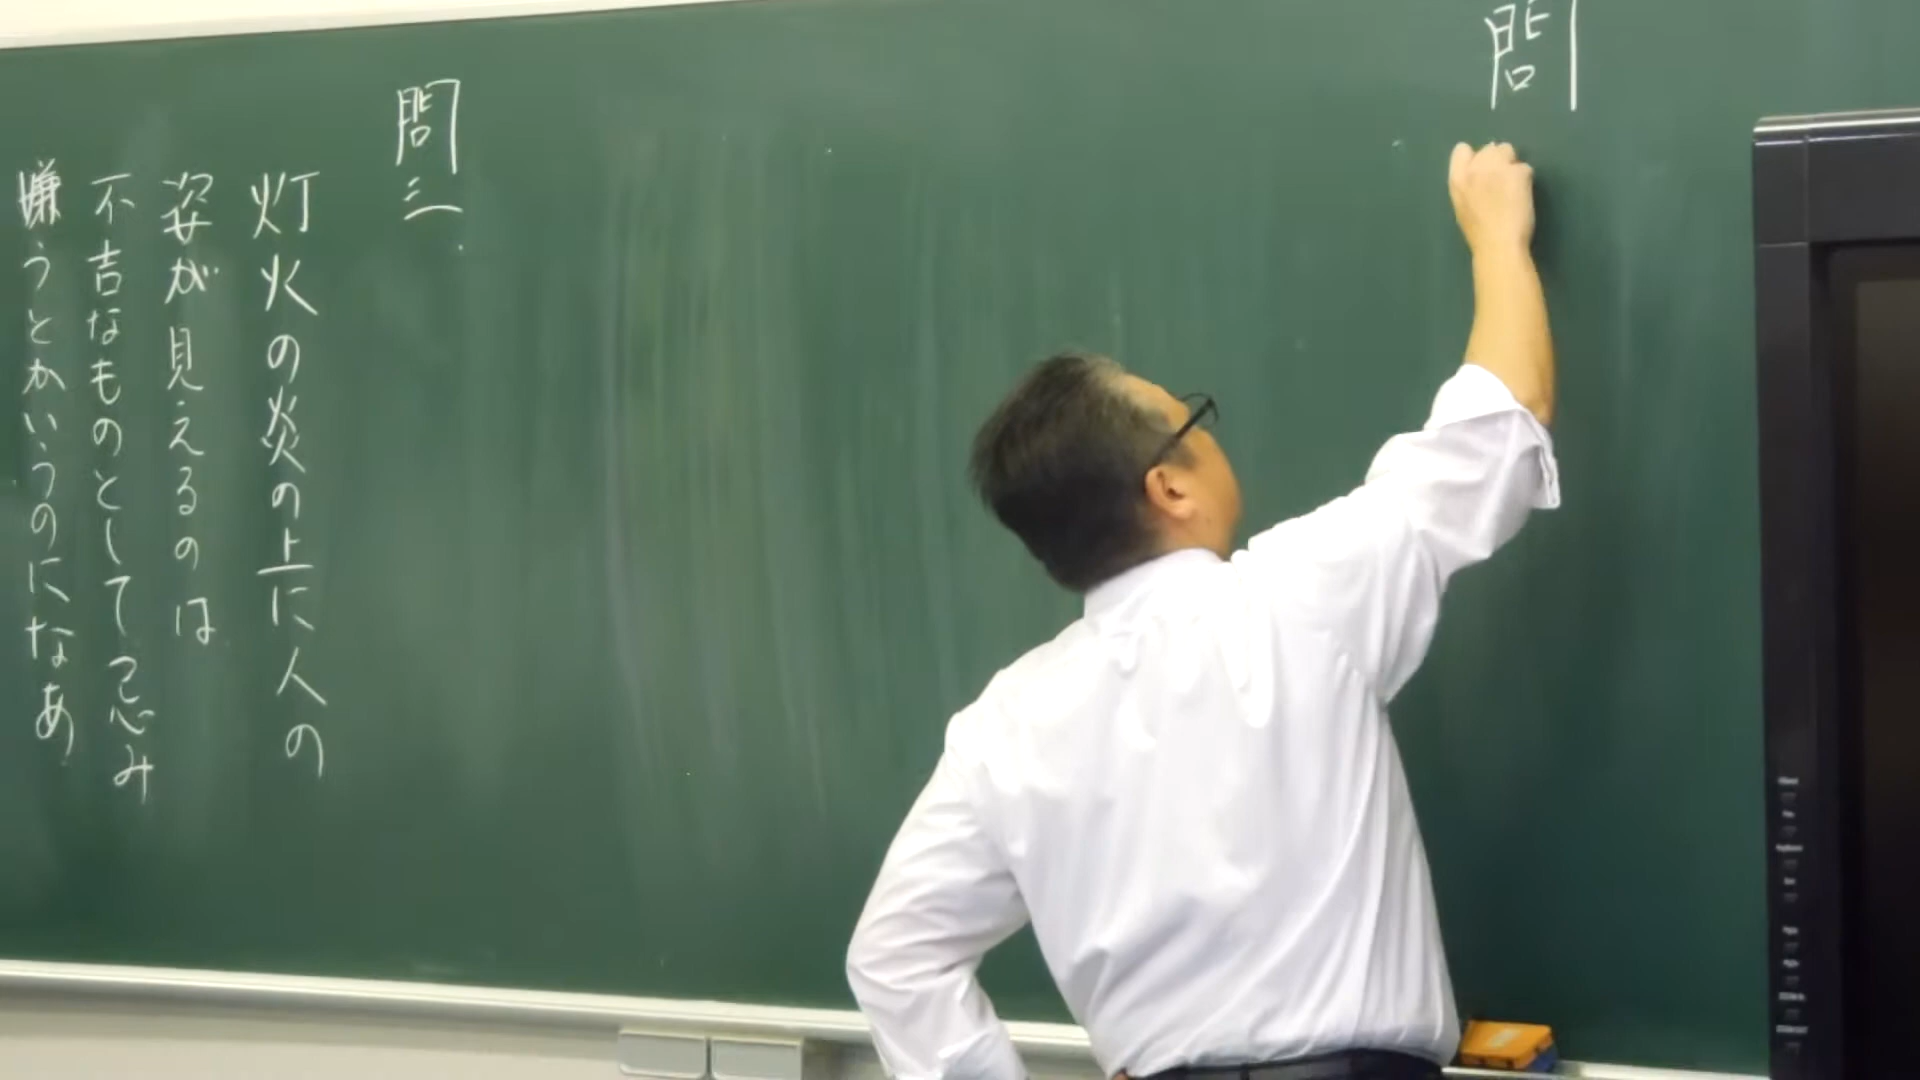 問
問三
灯火の炎の上に人の
姿が見えるのは
不吉なものとして忌み
嫌うとかいうのになあ